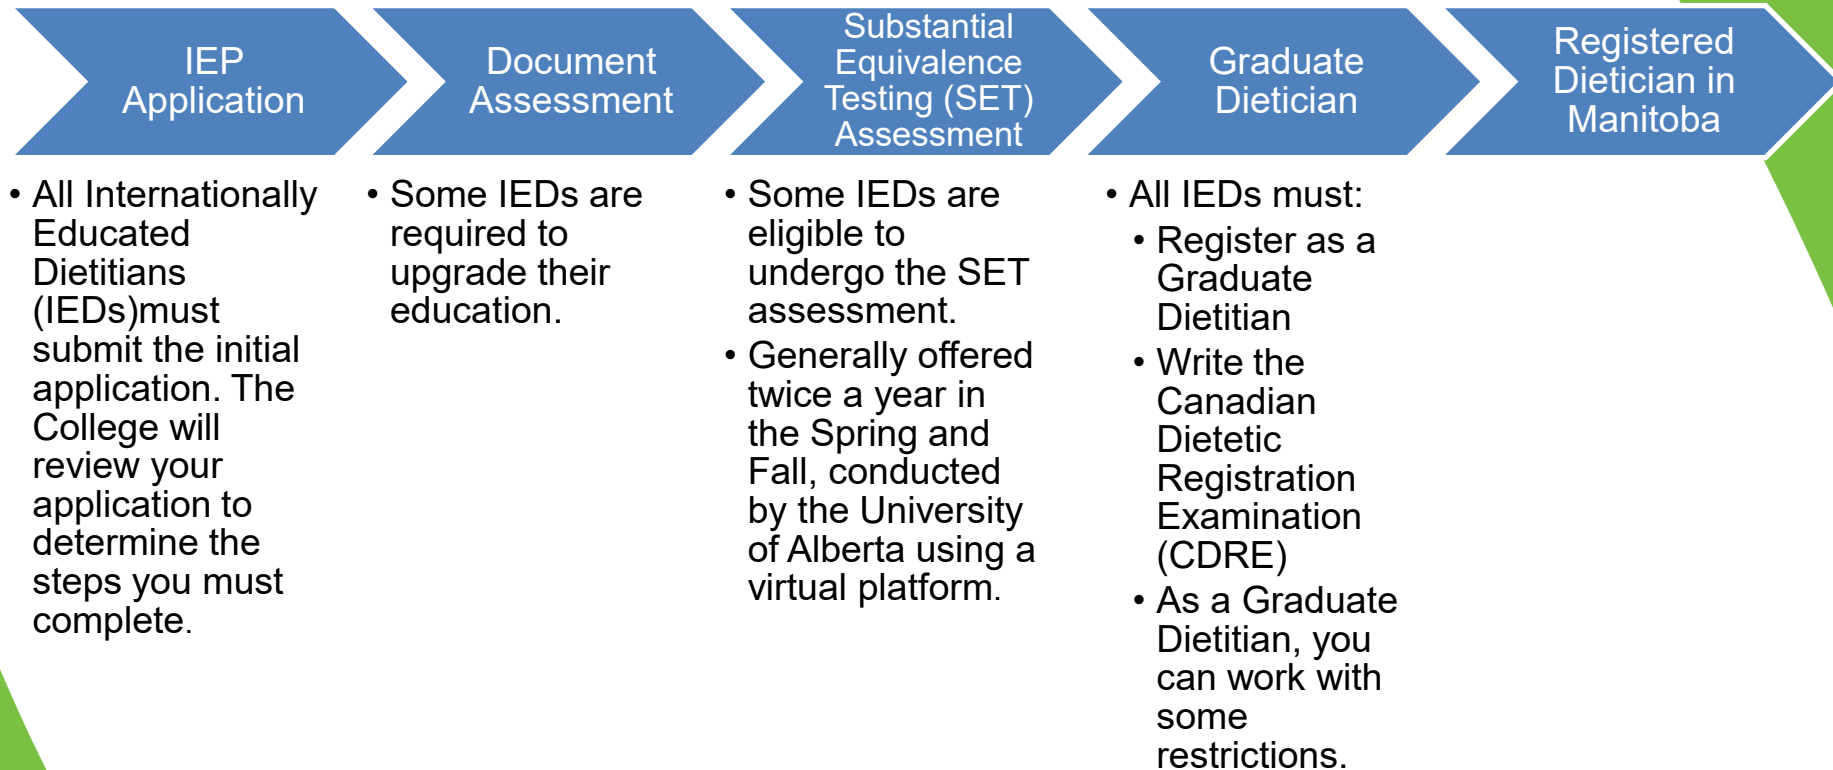 IEP
Application
Document
Assessment
Substantial
Equivalence
Testing (SET)
Assessment
Graduate
Dietician
Registered
Dietician in
Manitoba
• All Internationally
Educated
Dietitians
(IEDs)must
submit the initial
application. The
College will
review your
application to
determine the
steps you must
complete.
• Some IEDs are
required to
upgrade their
education.
• Some IEDs are
eligible to
undergo the SET
assessment.
• Generally offered
twice a year in
the Spring and
Fall, conducted
by the University
of Alberta using a
virtual platform.
• All IEDs must:
• Register as a
Graduate
Dietitian
• Write the
Canadian
Dietetic
Registration
Examination
(CDRE)
• As a Graduate
Dietitian, you
can work with
some
restrictions.